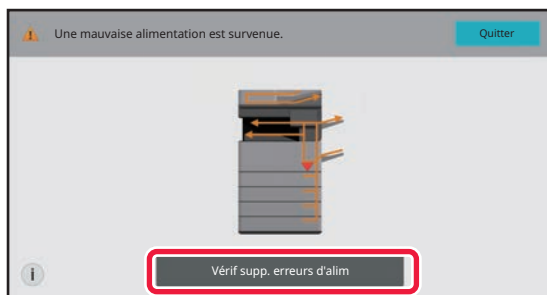 Une mauvaise alimentation est survenue.
Quitter
i
Vérif supp. erreurs d'alim